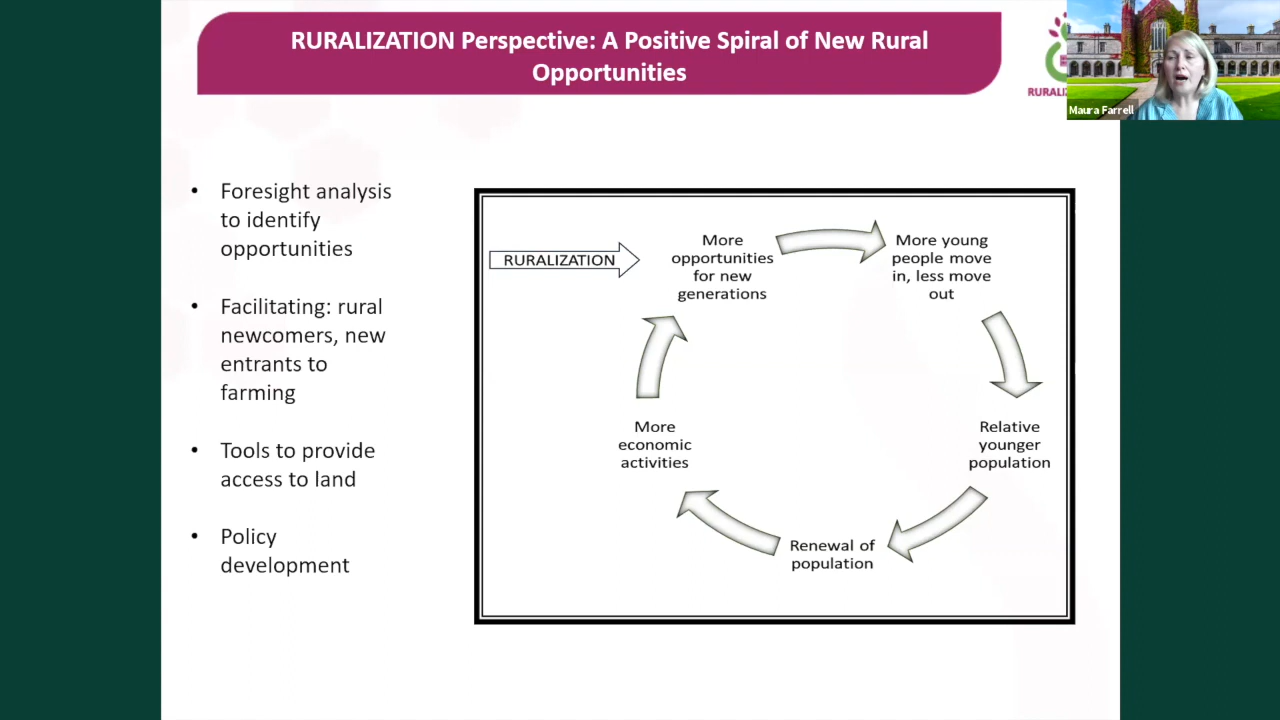 RURALIZATION Perspective: A Positive Spiral of New Rural
Opportunities
Maura Farrell
• Foresight analysis
to identify
opportunities
• Facilitating: rural
newcomers, new
entrants to
farming
• Tools to provide
access to land
• Policy
development
RURALIZATION
More
opportunities
for new
generations
More young
people move
in, less move
out
Relative
younger
population
Renewal of
population
More
economic
activities